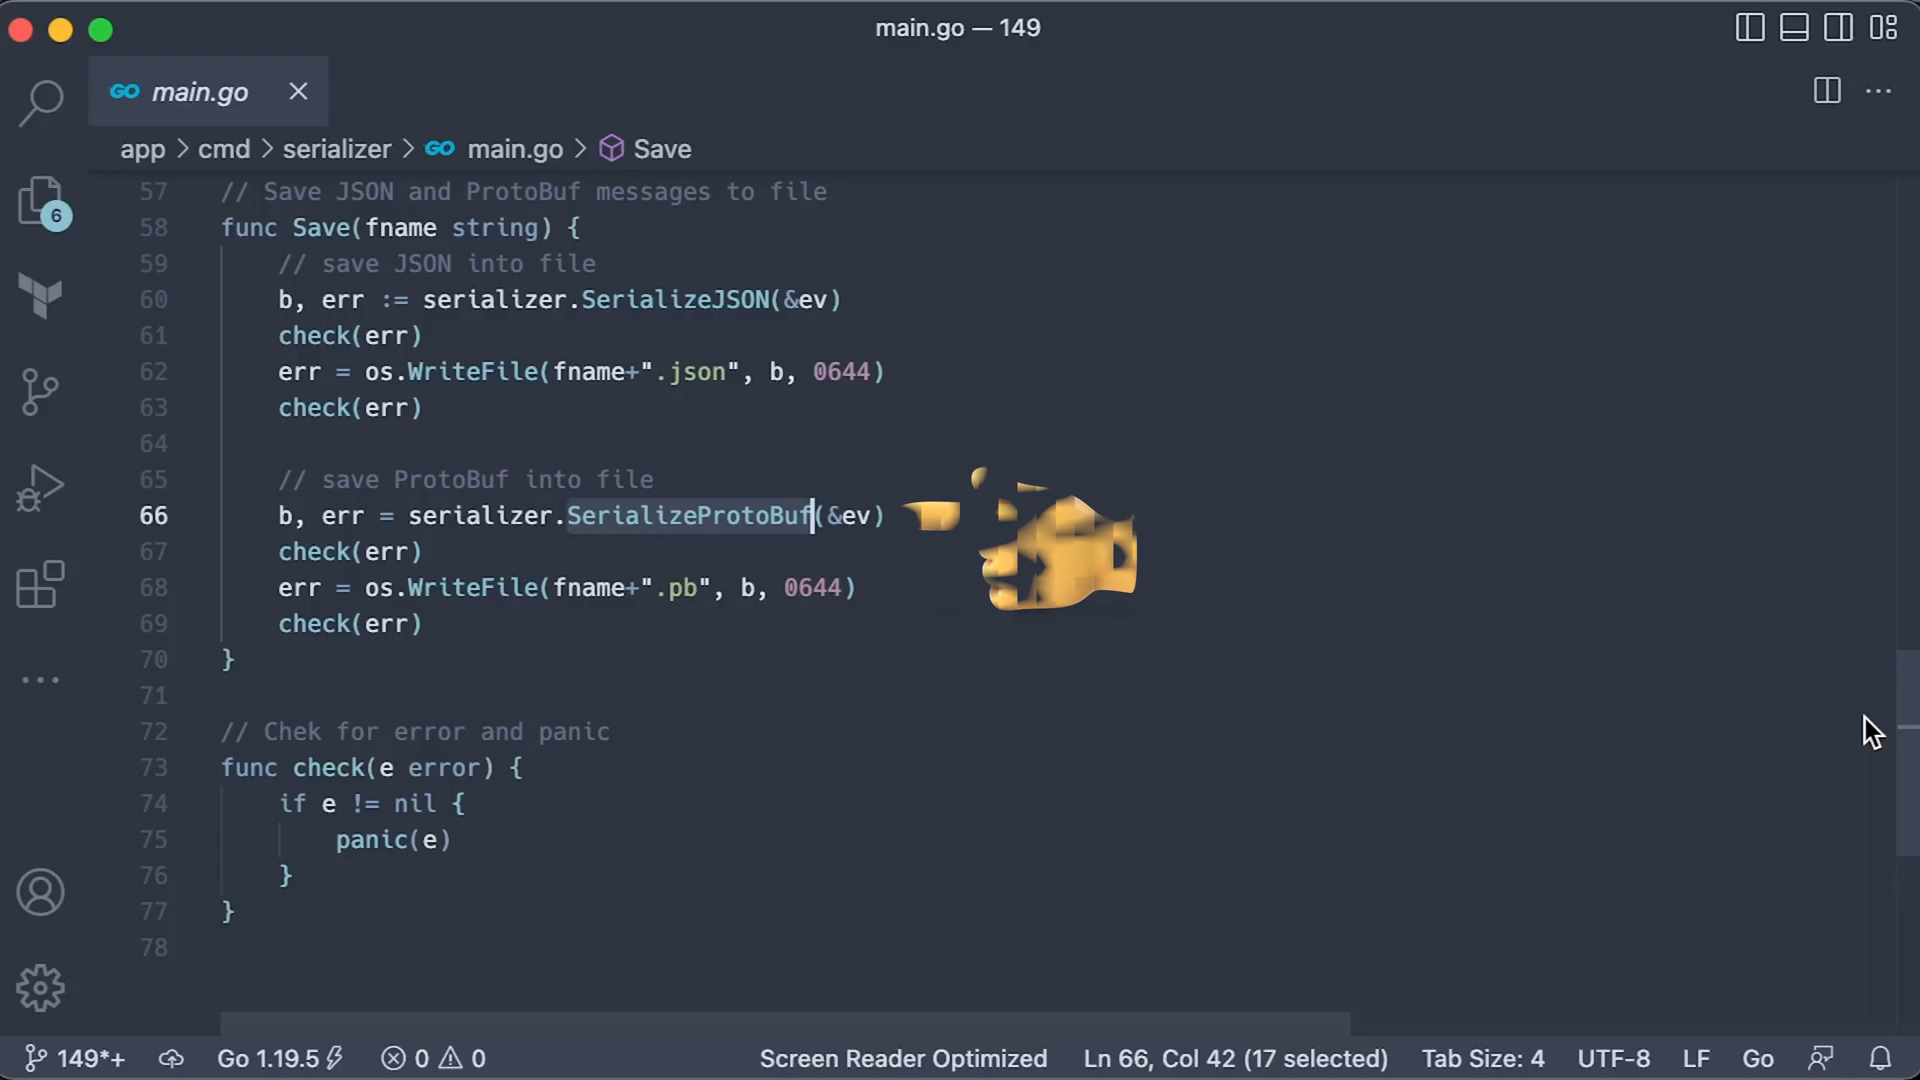 main.go — 149
GO main.go
app > cmd > serializer > GO main.go > Save
6
57 // Save JSON and ProtoBuf messages to file
58 func Save(fname string) {
59 // save JSON into file
60 b, err := serializer.SerializeJSON(&ev)
61 check(err)
62 err = os.WriteFile(fname+".json", b, 0644)
63 check(err)
64
65 // save ProtoBuf into file
66 b, err = serializer.SerializeProtoBuf(&ev)
67 check(err)
68 err = os.WriteFile(fname+".pb", b, 0644)
69 check(err)
70 }
71
72 // Chek for error and panic
73 func check(e error) {
74 if e != nil {
75 panic(e)
76 }
77 }
78
149*+ Go 1.19.5 0 0 Screen Reader Optimized Ln 66, Col 42 (17 selected) Tab Size: 4 UTF-8 LF Go